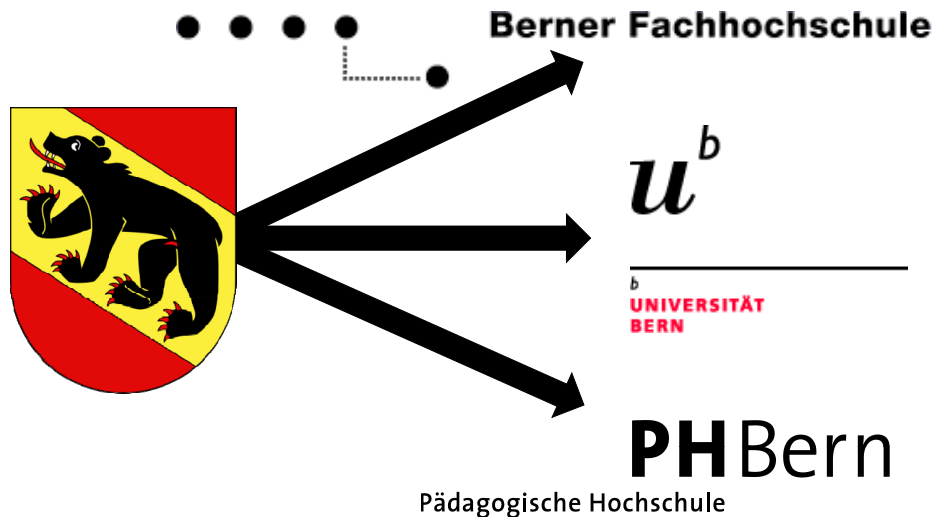 Berner Fachhochschule
u b
b
UNIVERSITÄT
BERN
PHBern
Pädagogische Hochschule